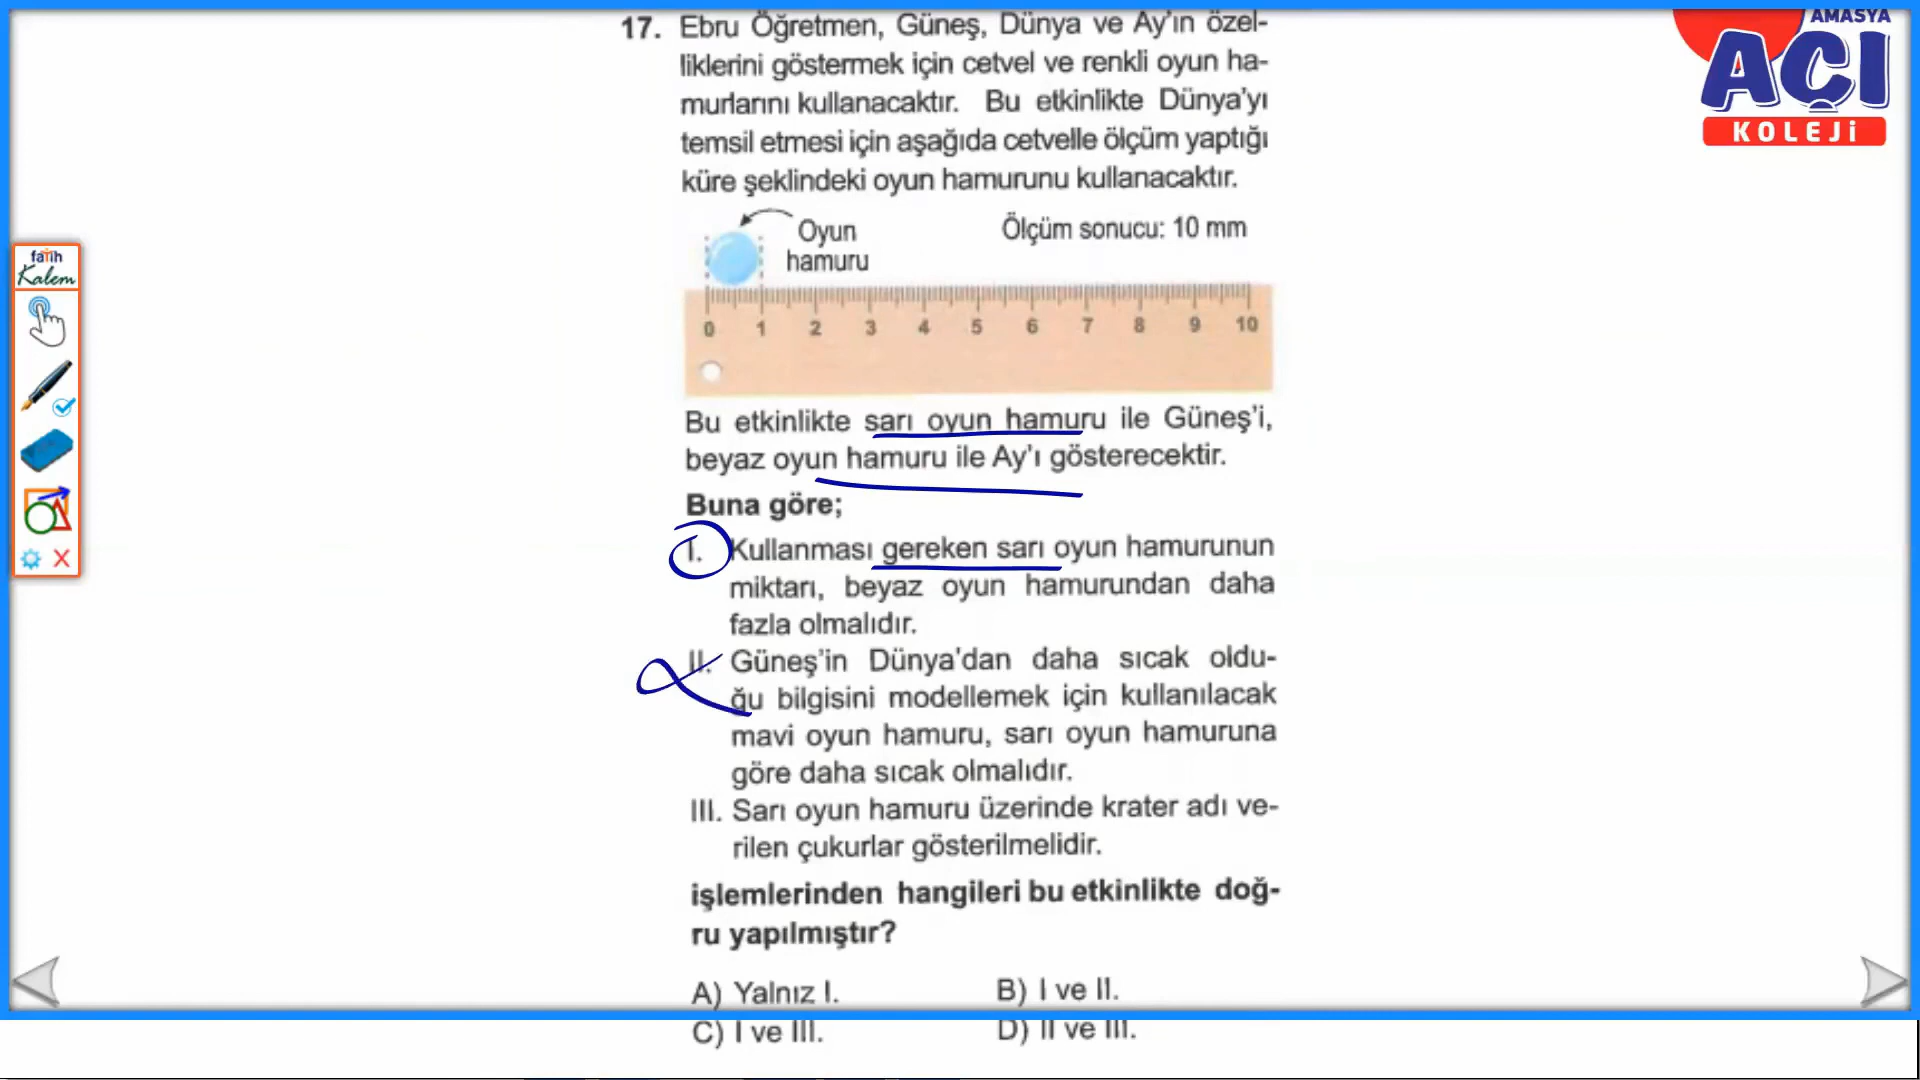 AMASYA
AÇI
KOLEJİ
fatih
Kalem
17. Ebru Öğretmen, Güneş, Dünya ve Ay'ın özel-
liklerini göstermek için cetvel ve renkli oyun ha-
murlarını kullanacaktır. Bu etkinlikte Dünya'yı
temsil etmesi için aşağıda cetvelle ölçüm yaptığı
küre şeklindeki oyun hamurunu kullanacaktır.
Oyun
hamuru
Ölçüm sonucu: 10 mm
0 1 2 3 4 5 6 7 8 9 10
Bu etkinlikte sarı oyun hamuru ile Güneş'i,
beyaz oyun hamuru ile Ay'ı gösterecektir.
Buna göre;
I. Kullanması gereken sarı oyun hamurunun
miktarı, beyaz oyun hamurundan daha
fazla olmalıdır.
II. Güneş'in Dünya'dan daha sıcak oldu-
ğu bilgisini modellemek için kullanılacak
mavi oyun hamuru, sarı oyun hamuruna
göre daha sıcak olmalıdır.
III. Sarı oyun hamuru üzerinde krater adı ve-
rilen çukurlar gösterilmelidir.
işlemlerinden hangileri bu etkinlikte doğ-
ru yapılmıştır?
A) Yalnız I.
B) I ve II.
C) I ve III.
D) II ve III.